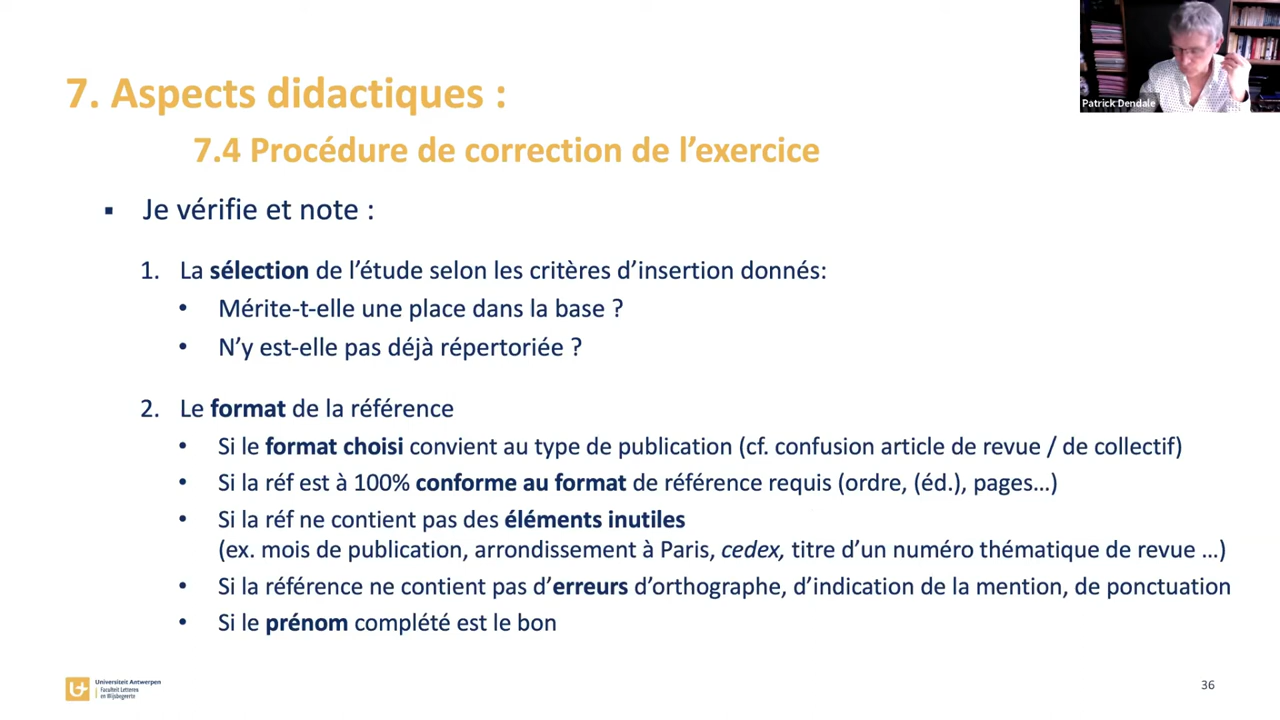 Patrick Dendale
7. Aspects didactiques :
7.4 Procédure de correction de l’exercice
▪ Je vérifie et note :
1. La sélection de l’étude selon les critères d’insertion donnés:
• Mérite-t-elle une place dans la base ?
• N’y est-elle pas déjà répertoriée ?
2. Le format de la référence
• Si le format choisi convient au type de publication (cf. confusion article de revue / de collectif)
• Si la réf est à 100% conforme au format de référence requis (ordre, (éd.), pages…)
• Si la réf ne contient pas des éléments inutiles
(ex. mois de publication, arrondissement à Paris, cedex, titre d’un numéro thématique de revue …)
• Si la référence ne contient pas d’erreurs d’orthographe, d’indication de la mention, de ponctuation
• Si le prénom complété est le bon
Universiteit Antwerpen
Faculteit Letteren
en Wijsbegeerte
36